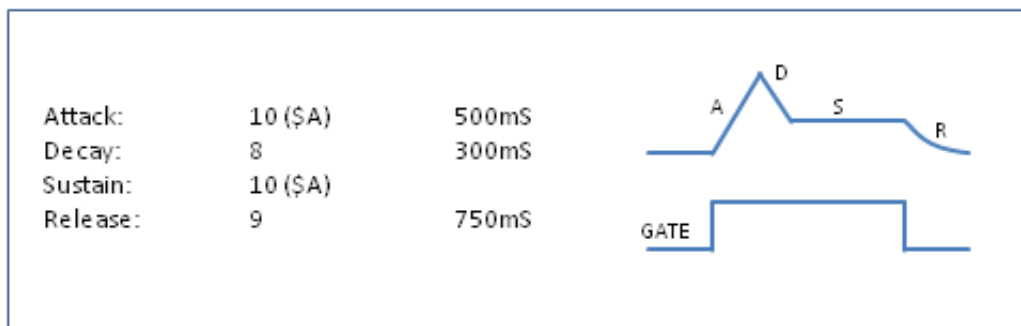 Attack: 10 ($A) 500mS
Decay: 8 300mS
Sustain: 10 ($A)
Release: 9 750mS
D
A
S
R
GATE